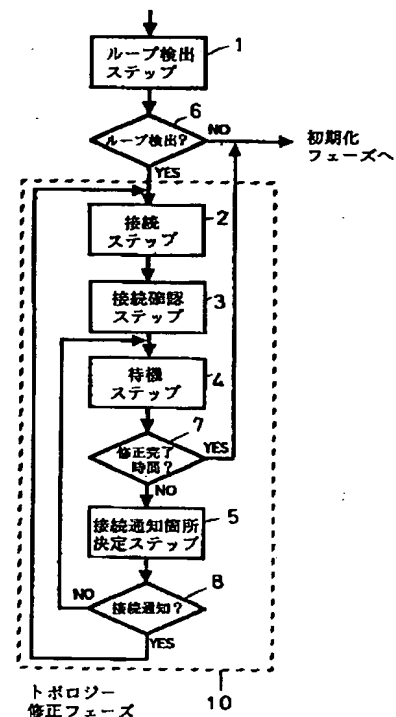 ループ検出
ステップ
1
6
ループ検出?
NO
初期化
フェーズへ
YES
接続
ステップ
2
接続確認
ステップ
3
待機
ステップ
4
7
修正完了
時間?
YES
NO
接続通知箇所
決定ステップ
5
8
NO
接続通知?
YES
トポロジー
修正フェーズ
10